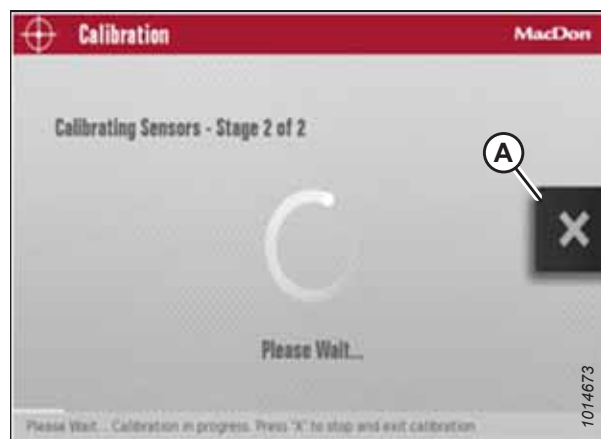 Calibration MacDon
Calibrating Sensors - Stage 2 of 2
A
X
Please Wait...
1014673
Please Wait... Calibration in progress. Press "X" to stop and exit calibration